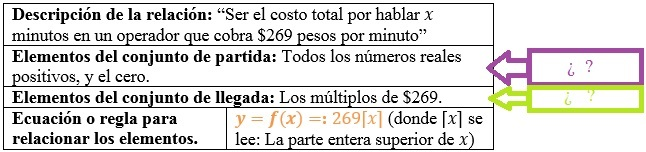 Descripción de la relación: “Ser el costo total por hablar x
minutos en un operador que cobra $269 pesos por minuto”
Elementos del conjunto de partida: Todos los números reales
positivos, y el cero.
¿ ?
Elementos del conjunto de llegada: Los múltiplos de $269.
¿ ?
Ecuación o regla para
relacionar los elementos.
y = f(x) =: 269⌈x⌉ (donde ⌈x⌉ se
lee: La parte entera superior de x)